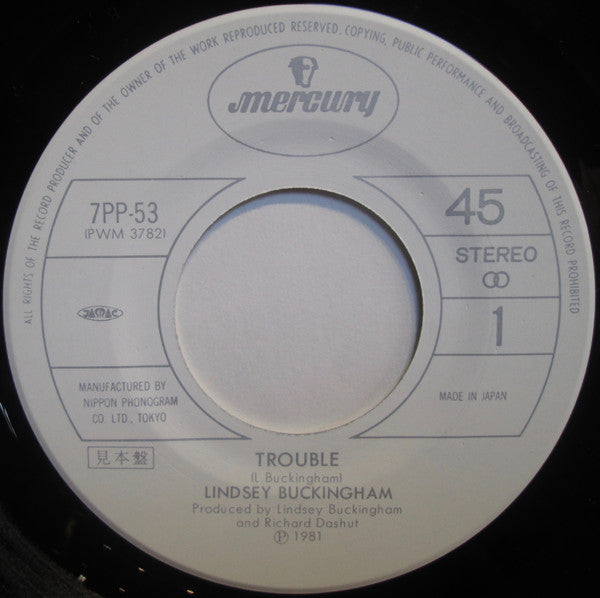 ALL RIGHTS OF THE RECORD PRODUCER AND OF THE OWNER OF THE WORK REPRODUCED RESERVED. COPYING, PUBLIC PERFORMANCE AND BROADCASTING OF THIS RECORD PROHIBITED
mercury
7PP-53
(PWM 3782)
45
STEREO
1
JASRAC
MANUFACTURED BY
NIPPON PHONOGRAM
CO. LTD., TOKYO
MADE IN JAPAN
見本盤
TROUBLE
(L.Buckingham)
LINDSEY BUCKINGHAM
Produced by Lindsey Buckingham
and Richard Dashut
Ⓟ 1981